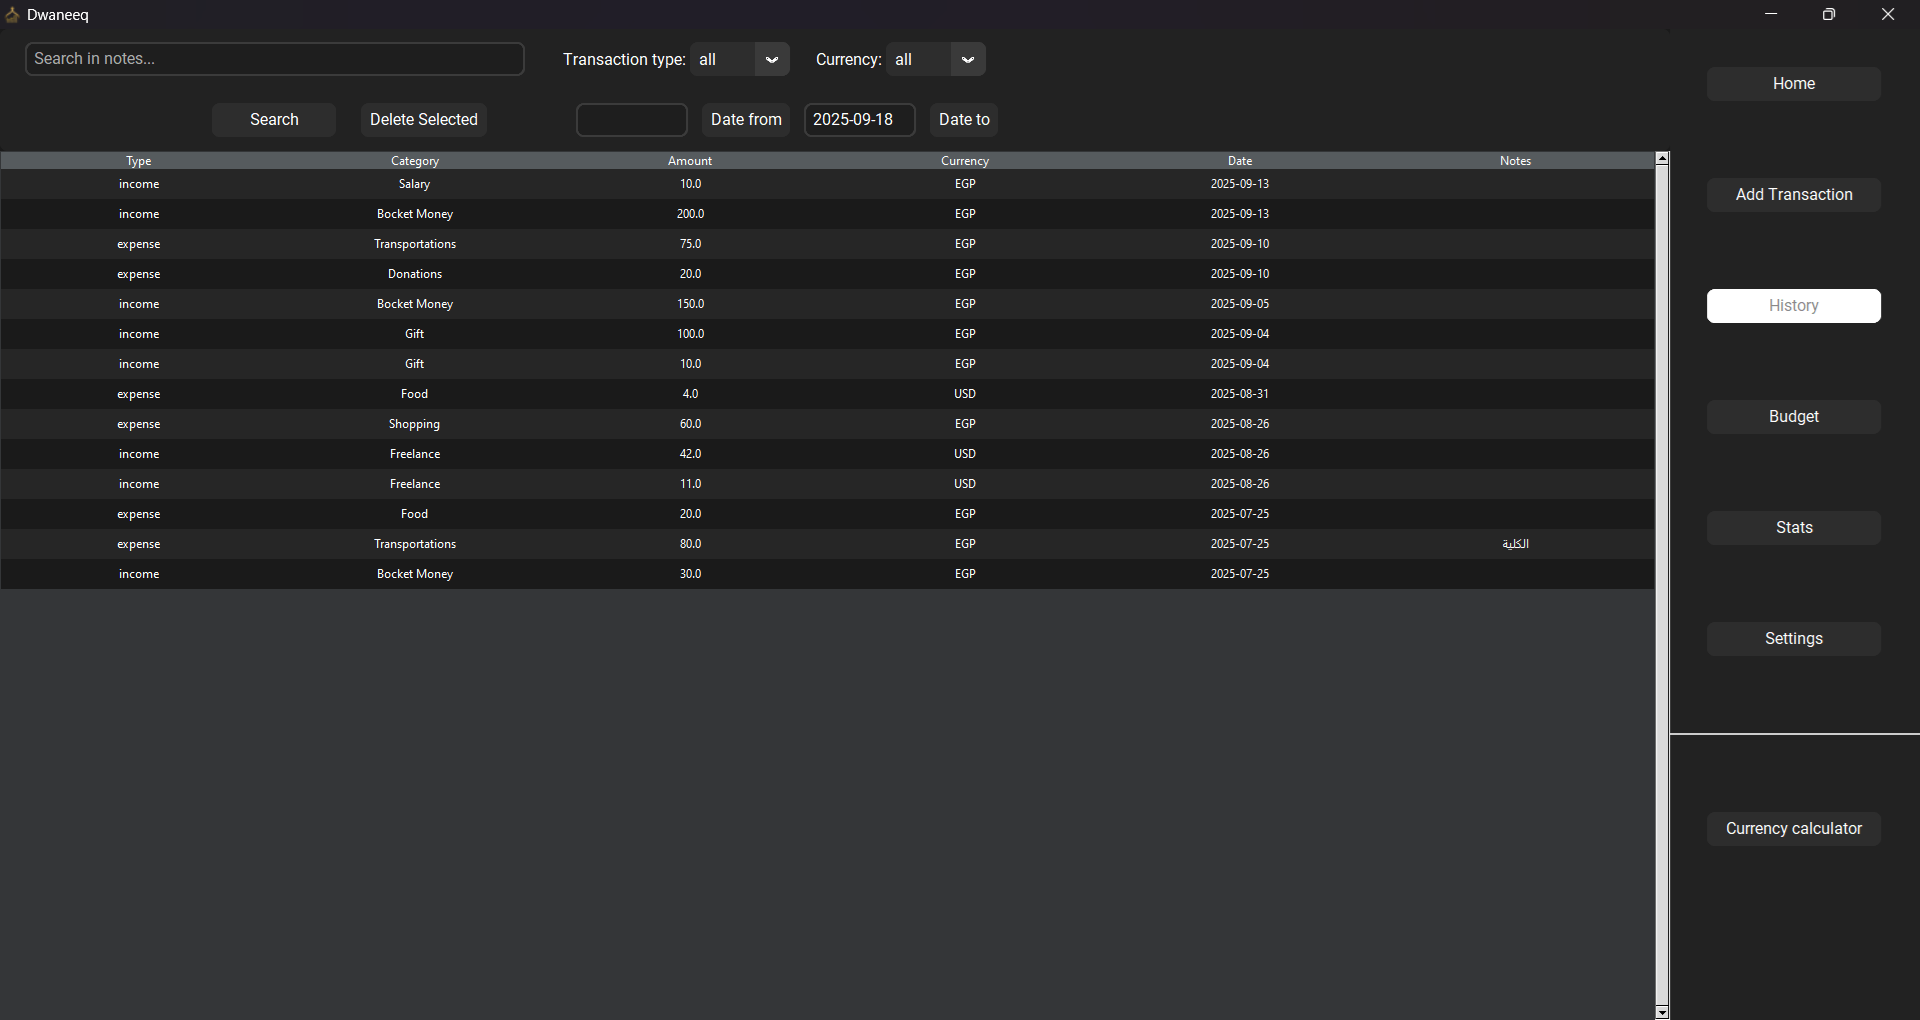 Dwaneeq
Search in notes...
Transaction type: all
Currency: all
Search
Delete Selected
Date from
2025-09-18
Date to
Type Category Amount Currency Date Notes
income Salary 10.0 EGP 2025-09-13
income Bocket Money 200.0 EGP 2025-09-13
expense Transportations 75.0 EGP 2025-09-10
expense Donations 20.0 EGP 2025-09-10
income Bocket Money 150.0 EGP 2025-09-05
income Gift 100.0 EGP 2025-09-04
income Gift 10.0 EGP 2025-09-04
expense Food 4.0 USD 2025-08-31
expense Shopping 60.0 EGP 2025-08-26
income Freelance 42.0 USD 2025-08-26
income Freelance 11.0 USD 2025-08-26
expense Food 20.0 EGP 2025-07-25
expense Transportations 80.0 EGP 2025-07-25 الكلية
income Bocket Money 30.0 EGP 2025-07-25
Home
Add Transaction
History
Budget
Stats
Settings
Currency calculator